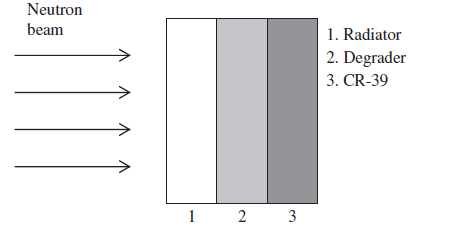 Neutron
beam
1. Radiator
2. Degrader
3. CR-39
1 2 3